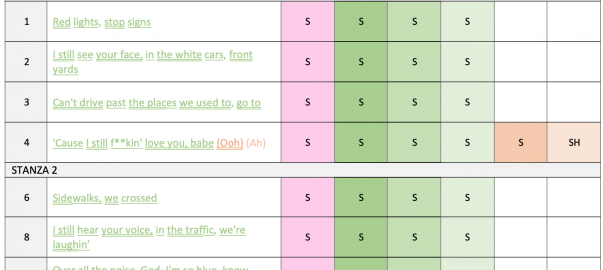 1 Red lights, stop signs S S S S
2 I still see your face, in the white cars, front S S S S
yards
3 Can't drive past the places we used to, go to S S S S
4 'Cause I still f**kin' love you, babe (Ooh) (Ah) S S S S S SH
STANZA 2
6 Sidewalks, we crossed S S S S
8 I still hear your voice, in the traffic, we're S S S S
laughin'
Over all the noise, God, I'm so blue, know